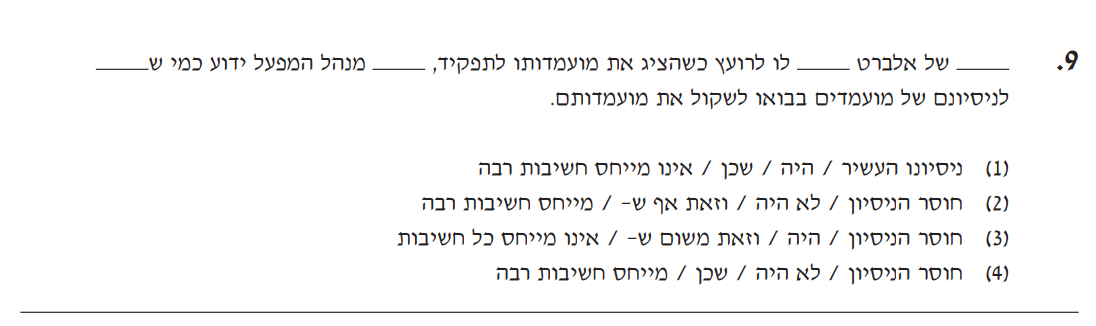 9. _____ של אלברט _____ לו לרועץ כשהציג את מועמדותו לתפקיד, _____ מנהל המפעל ידוע כמי ש_____
לניסיונם של מועמדים בבואו לשקול את מועמדותם.
(1) ניסיונו העשיר / היה / שכן / אינו מייחס חשיבות רבה
(2) חוסר הניסיון / לא היה / וזאת אף ש- / מייחס חשיבות רבה
(3) חוסר הניסיון / היה / וזאת משום ש- / אינו מייחס כל חשיבות
(4) חוסר הניסיון / לא היה / שכן / מייחס חשיבות רבה